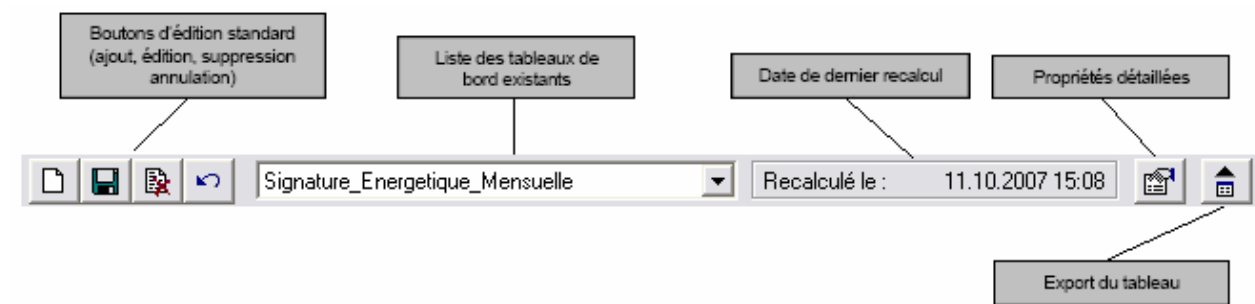 Boutons d'édition standard
(ajout, édition, suppression
annulation)
Liste des tableaux de
bord existants
Date de dernier recalcul
Propriétés détaillées
Signature_Energetique_Mensuelle
Recalculé le : 11.10.2007 15:08
Export du tableau